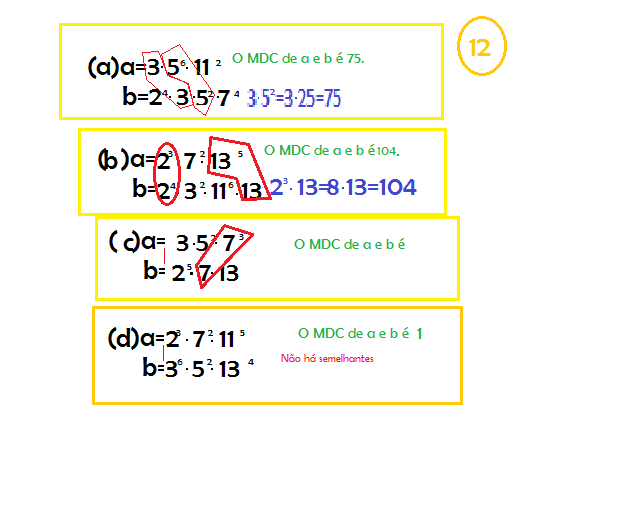 12
(a) a=3·5⁶·11² O MDC de a e b é 75.
b=2⁴·3·5²·7⁴ 3·5²=3·25=75
(b) a=2³·7²·13⁵ O MDC de a e b é 104.
b=2⁴·3²·11⁶·13 2³·13=8·13=104
(c) a= 3·5²·7³ O MDC de a e b é
b= 2⁵·7·13
(d) a=2³·7²·11⁵ O MDC de a e b é 1
b=3⁶·5²·13⁴ Não há semelhantes